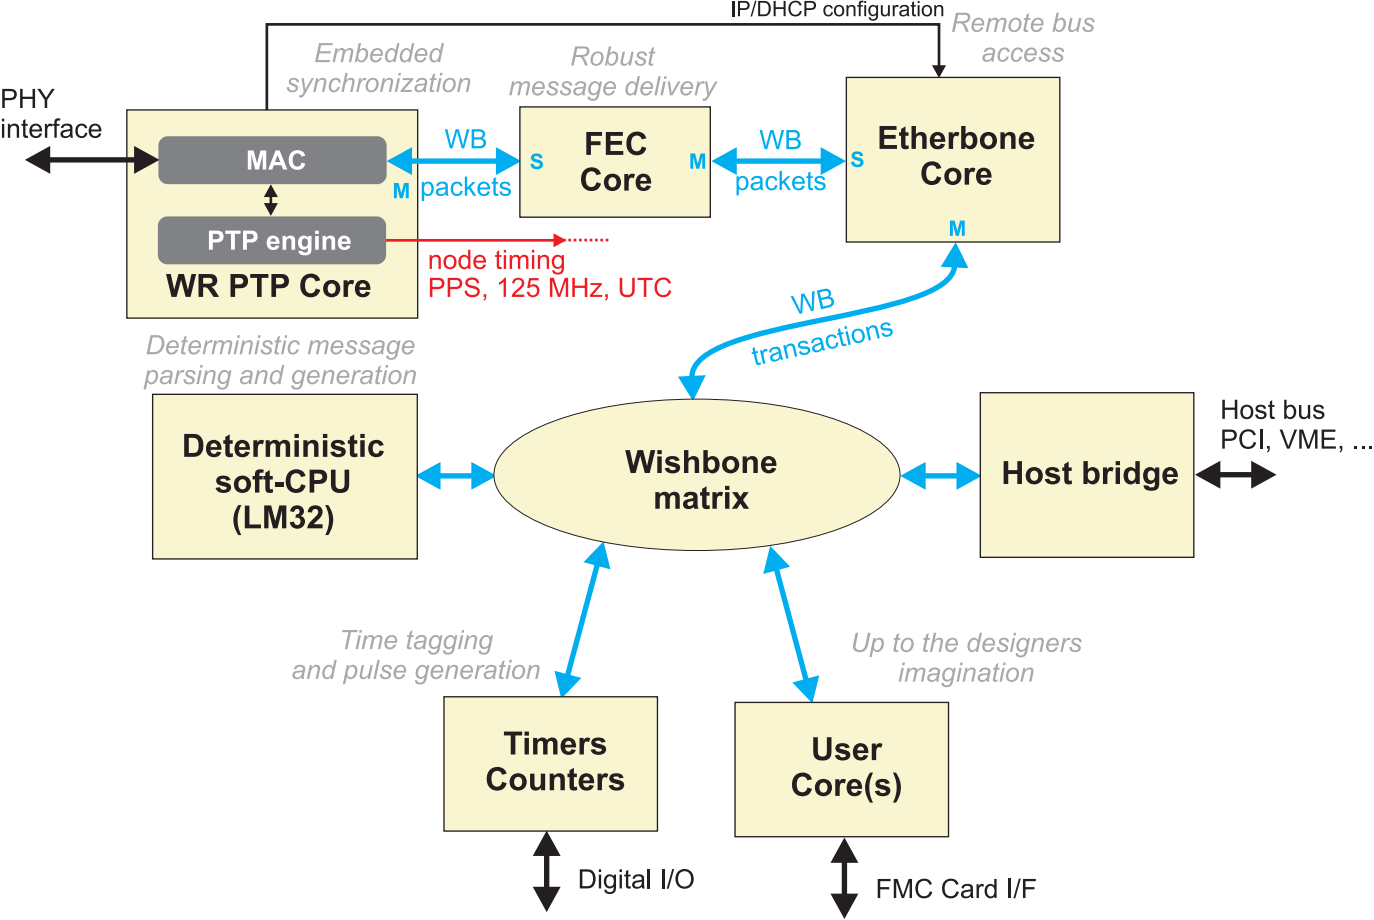 IP/DHCP configuration
Remote bus
access
Embedded
synchronization
Robust
message delivery
PHY
interface
MAC
PTP engine
WR PTP Core
M
WB
packets
S
FEC
Core
M
WB
packets
S
Etherbone
Core
M
node timing
PPS, 125 MHz, UTC
WB
transactions
Deterministic message
parsing and generation
Deterministic
soft-CPU
(LM32)
Wishbone
matrix
Host bridge
Host bus
PCI, VME, ...
Time tagging
and pulse generation
Up to the designers
imagination
Timers
Counters
User
Core(s)
Digital I/O
FMC Card I/F